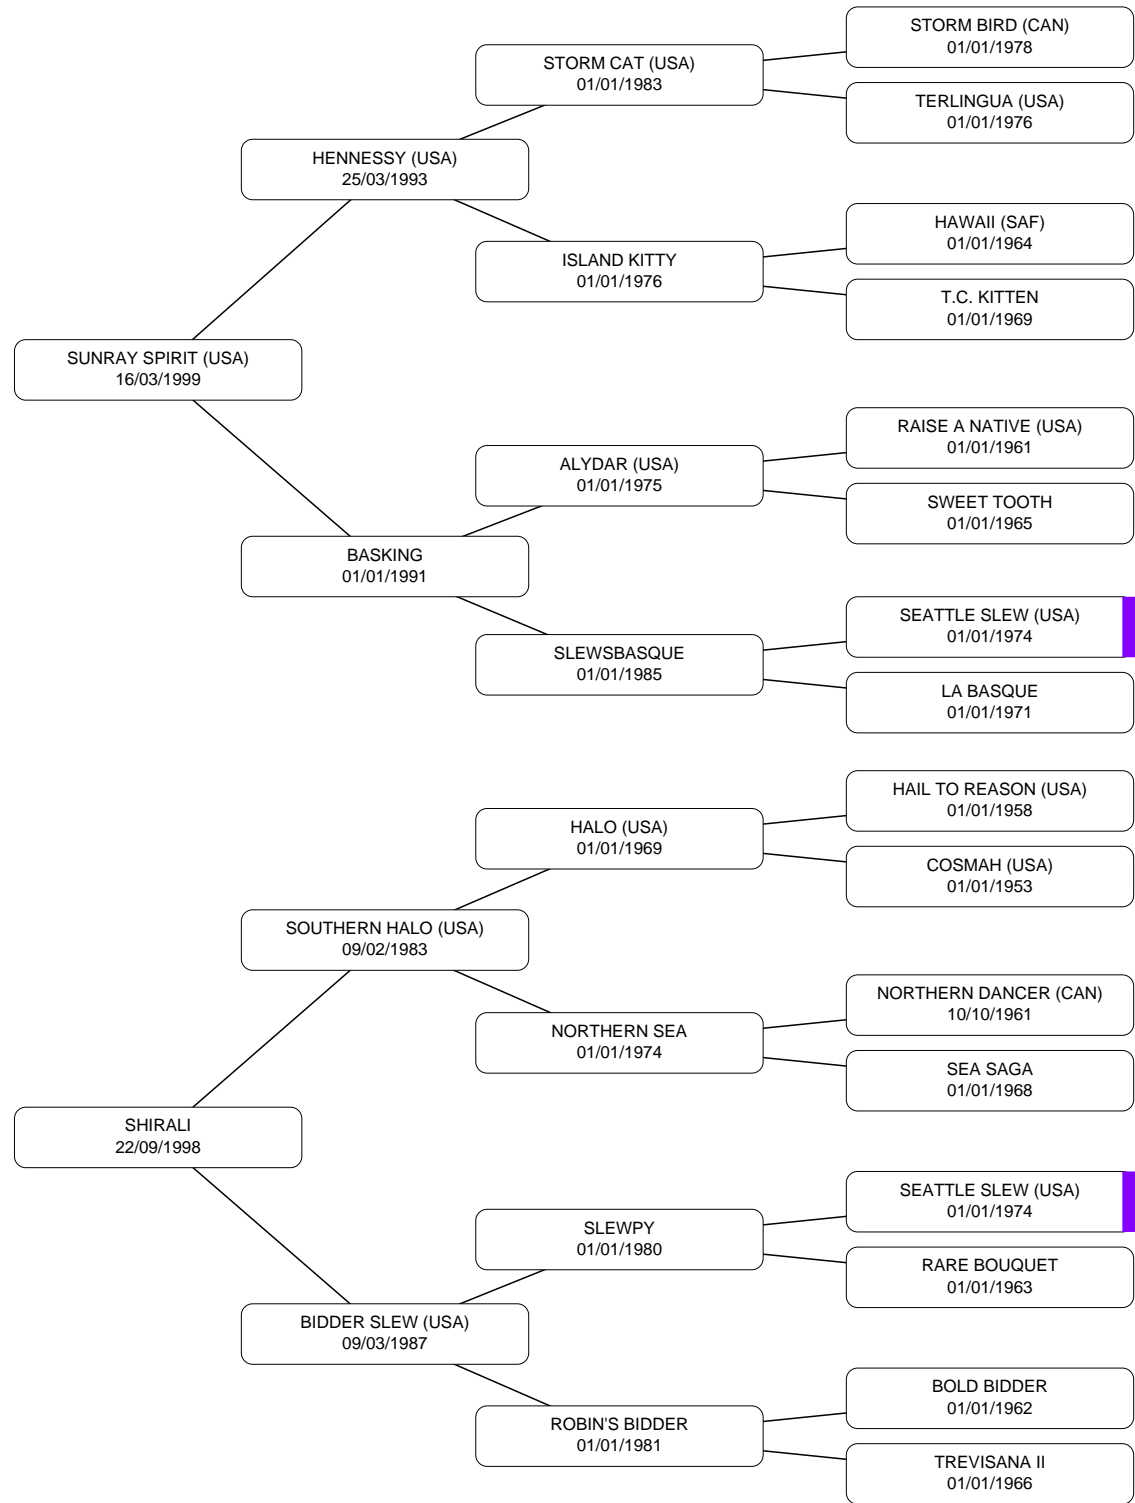 STORM BIRD (CAN)
01/01/1978
STORM CAT (USA)
01/01/1983
TERLINGUA (USA)
01/01/1976
HENNESSY (USA)
25/03/1993
HAWAII (SAF)
01/01/1964
ISLAND KITTY
01/01/1976
T.C. KITTEN
01/01/1969
SUNRAY SPIRIT (USA)
16/03/1999
RAISE A NATIVE (USA)
01/01/1961
ALYDAR (USA)
01/01/1975
SWEET TOOTH
01/01/1965
BASKING
01/01/1991
SEATTLE SLEW (USA)
01/01/1974
SLEWSBASQUE
01/01/1985
LA BASQUE
01/01/1971
HAIL TO REASON (USA)
01/01/1958
HALO (USA)
01/01/1969
COSMAH (USA)
01/01/1953
SOUTHERN HALO (USA)
09/02/1983
NORTHERN DANCER (CAN)
10/10/1961
NORTHERN SEA
01/01/1974
SEA SAGA
01/01/1968
SHIRALI
22/09/1998
SEATTLE SLEW (USA)
01/01/1974
SLEWPY
01/01/1980
RARE BOUQUET
01/01/1963
BIDDER SLEW (USA)
09/03/1987
BOLD BIDDER
01/01/1962
ROBIN'S BIDDER
01/01/1981
TREVISANA II
01/01/1966